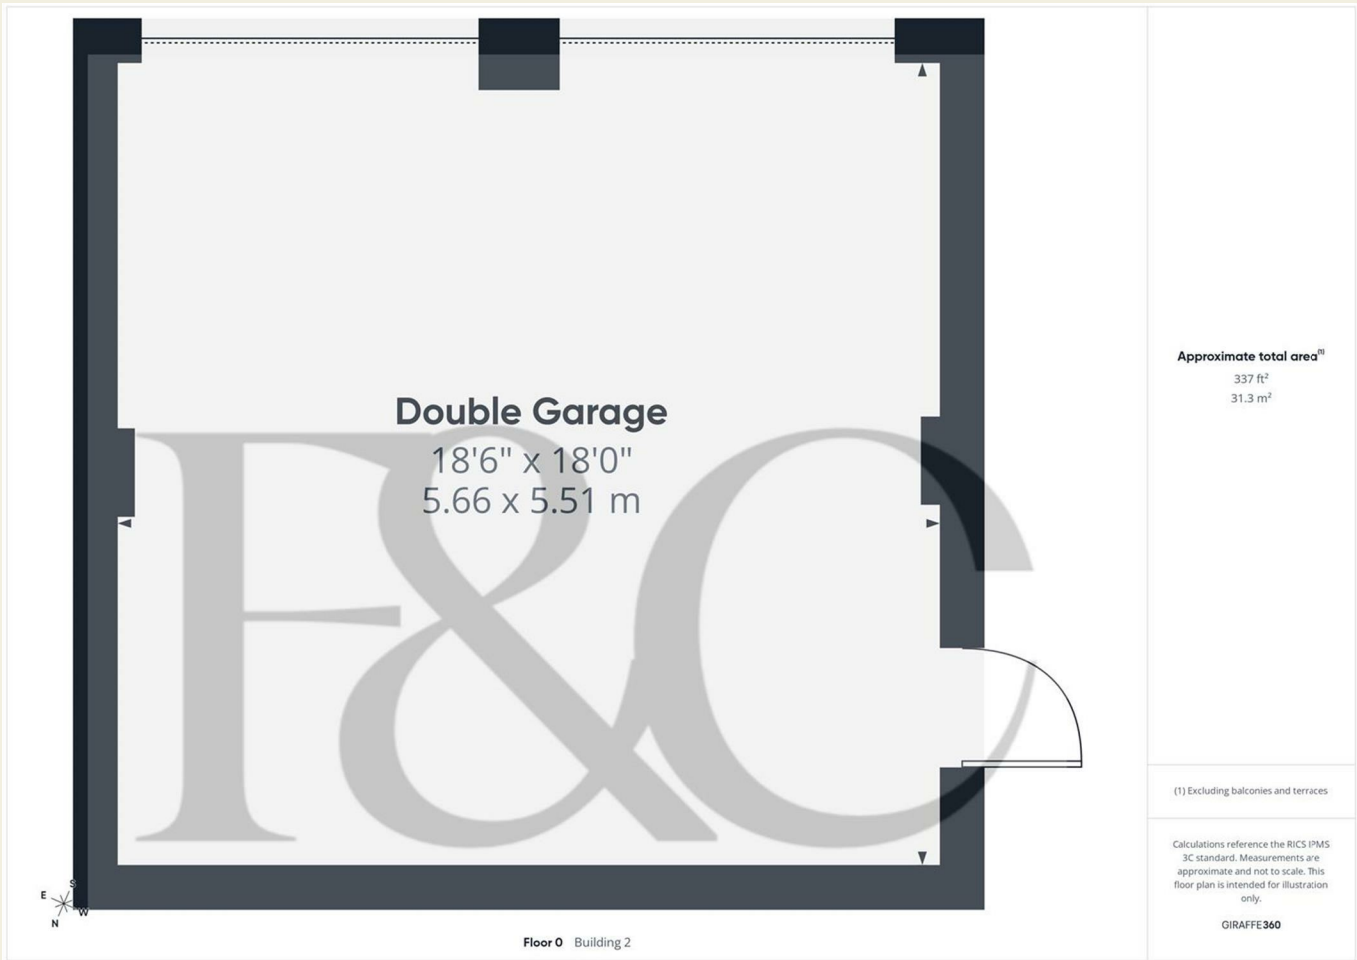 Double Garage
18'6" x 18'0"
5.66 x 5.51 m
F&C
E
S
N
W
Floor 0 Building 2
Approximate total area(1)
337 ft²
31.3 m²
(1) Excluding balconies and terraces
Calculations reference the RICS IPMS
3C standard. Measurements are
approximate and not to scale. This
floor plan is intended for illustration
only.
GIRAFFE360